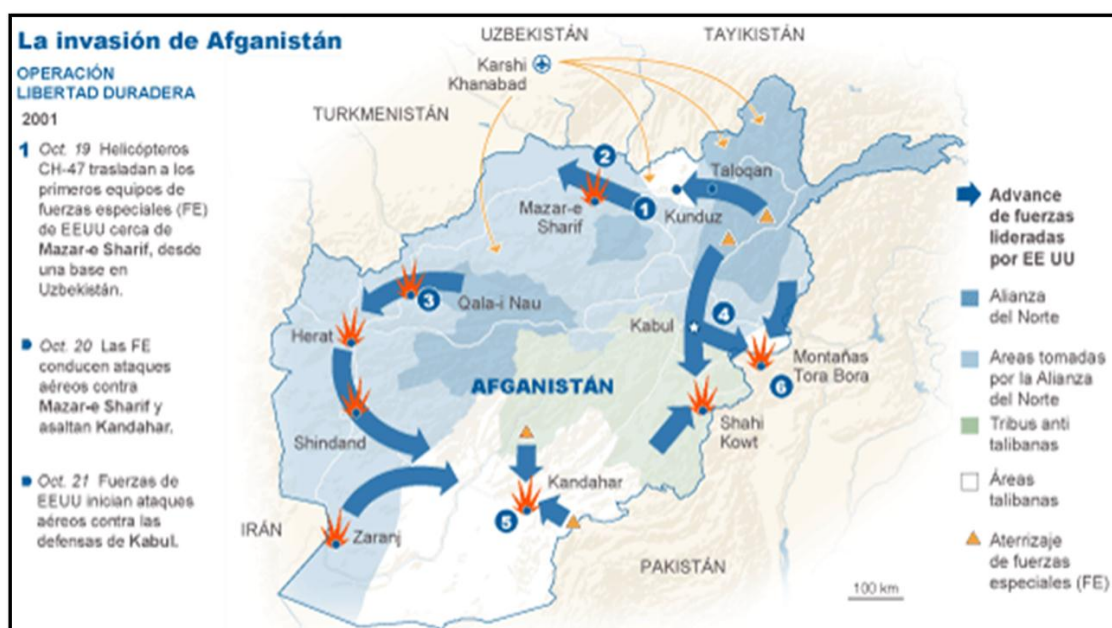 La invasión de Afganistán
OPERACIÓN
LIBERTAD DURADERA
2001
1 Oct. 19 Helicópteros
CH-47 trasladan a los
primeros equipos de
fuerzas especiales (FE)
de EEUU cerca de
Mazar-e Sharif, desde
una base en
Uzbekistán.
Oct. 20 Las FE
conducen ataques
aéreos contra
Mazar-e Sharif y
asaltan Kandahar.
Oct. 21 Fuerzas de
EEUU inician ataques
aéreos contra las
defensas de Kabul.
UZBEKISTÁN
TAYIKISTÁN
Karshi
Khanabad
TURKMENISTÁN
2
Taloqan
Mazar-e
Sharif
1
Kunduz
3
Qala-i Nau
Herat
Kabul
4
Montañas
Tora Bora
6
AFGANISTÁN
Shindand
Shahi
Kowt
Kandahar
5
IRÁN
Zaranj
PAKISTÁN
100 km
Advance
de fuerzas
lideradas
por EE UU
Alianza
del Norte
Areas tomadas
por la Alianza
del Norte
Tribus anti
talibanas
Áreas
talibanas
Aterrizaje
de fuerzas
especiales (FE)